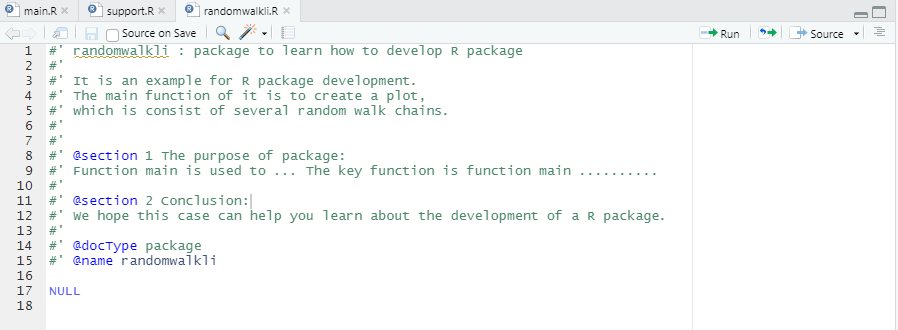 main.R
support.R
randomwalkli.R
Source on Save
Run
Source
1 #' randomwalkli : package to learn how to develop R package
2 #'
3 #' It is an example for R package development.
4 #' The main function of it is to create a plot,
5 #' which is consist of several random walk chains.
6 #'
7 #'
8 #' @section 1 The purpose of package:
9 #' Function main is used to ... The key function is function main ..........
10 #'
11 #' @section 2 Conclusion:
12 #' We hope this case can help you learn about the development of a R package.
13 #'
14 #' @docType package
15 #' @name randomwalkli
16
17 NULL
18